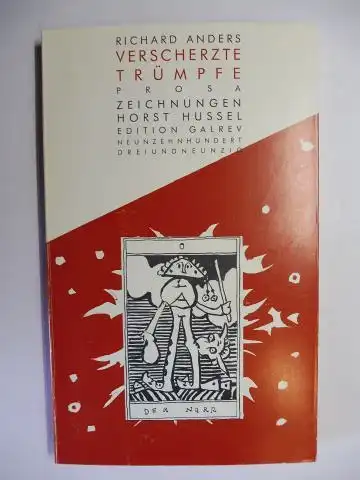 RICHARD ANDERS
VERSCHERZTE
TRÜMPFE
PROSA
ZEICHNUNGEN
HORST HUSSEL
EDITION GALREV
NEUNZEHNHUNDERT
DREIUNDNEUNZIG
0
DER NARR